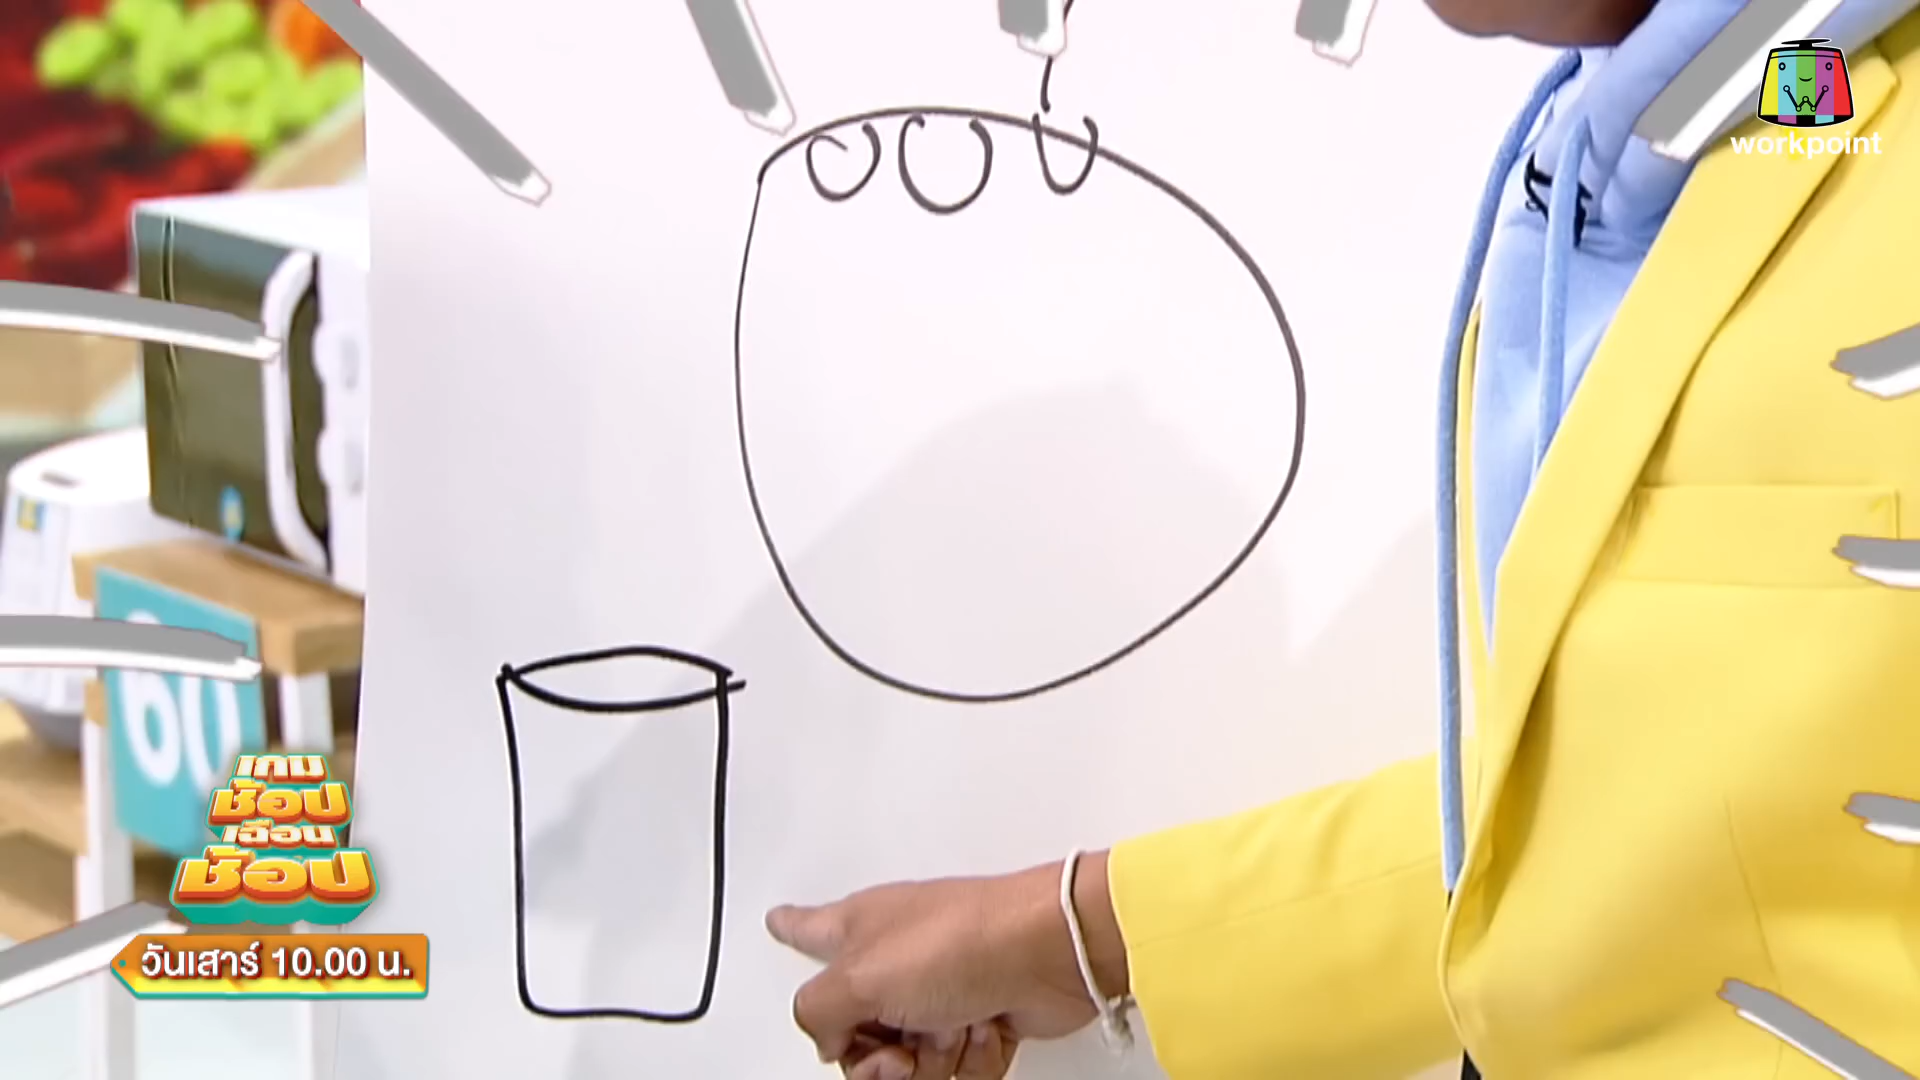 workpoint
60
เกม
ช้อป
เฉือน
ช้อป
วันเสาร์ 10.00 น.